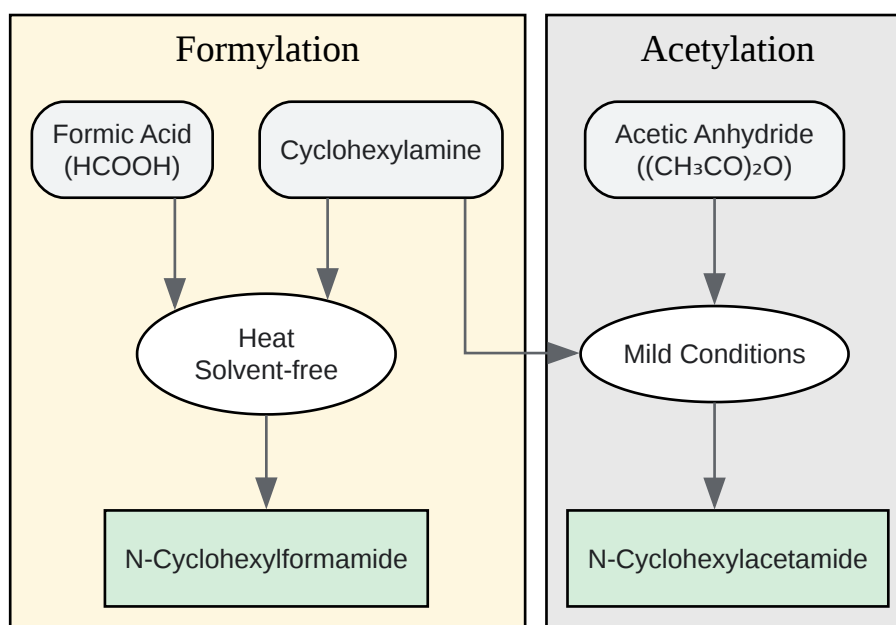 Formylation
Formic Acid
(HCOOH)
Cyclohexylamine
Heat
Solvent-free
N-Cyclohexylformamide
Acetylation
Acetic Anhydride
((CH₃CO)₂O)
Mild Conditions
N-Cyclohexylacetamide